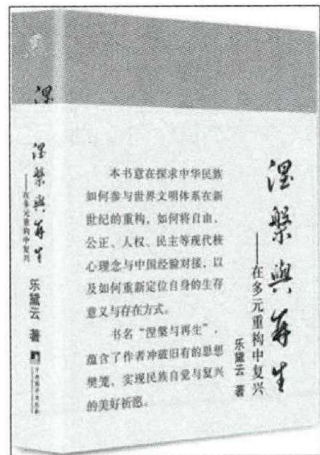 涅槃與再生
——在多元重构中复兴
乐黛云 著
本书意在探求中华民族
如何参与世界文明体系在新
世纪的重构，如何将自由、
公正、人权、民主等现代核
心理念与中国经验对接，以
及如何重新定位自身的生存
意义与存在方式。
书名“涅槃与再生”，
蕴含了作者冲破旧有的思想
樊笼、实现民族自觉与复兴
的美好祈愿。
涅槃與再生
——在多元重构中复兴
乐黛云 著